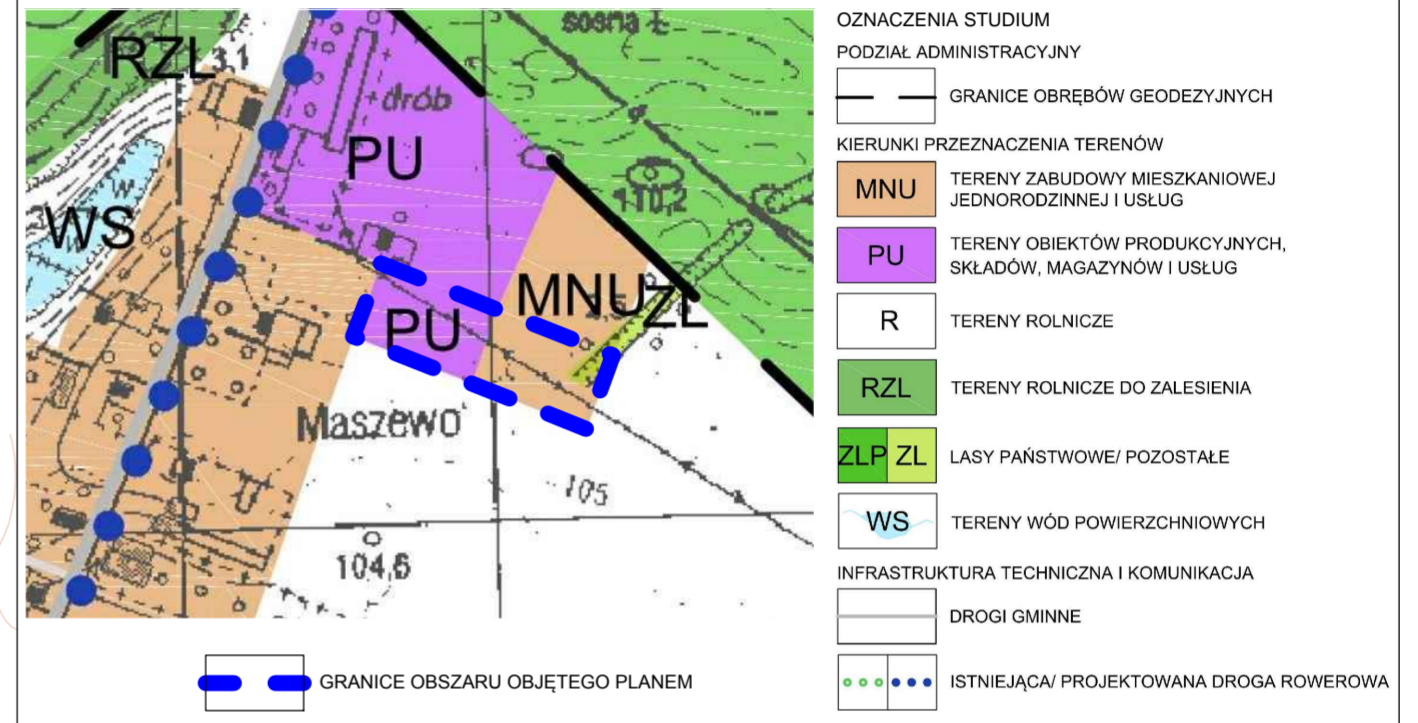 sosna Ł.
RZL
3,1
drób
PU
110,2
WS
MNU
ZL
PU
Maszewo
105
104,6
GRANICE OBSZARU OBJĘTEGO PLANEM
OZNACZENIA STUDIUM
PODZIAŁ ADMINISTRACYJNY
GRANICE OBRĘBÓW GEODEZYJNYCH
KIERUNKI PRZEZNACZENIA TERENÓW
MNU TERENY ZABUDOWY MIESZKANIOWEJ
JEDNORODZINNEJ I USŁUG
PU TERENY OBIEKTÓW PRODUKCYJNYCH,
SKŁADÓW, MAGAZYNÓW I USŁUG
R TERENY ROLNICZE
RZL TERENY ROLNICZE DO ZALESIENIA
ZLP ZL LASY PAŃSTWOWE/ POZOSTAŁE
WS TERENY WÓD POWIERZCHNIOWYCH
INFRASTRUKTURA TECHNICZNA I KOMUNIKACJA
DROGI GMINNE
ISTNIEJĄCA/ PROJEKTOWANA DROGA ROWEROWA